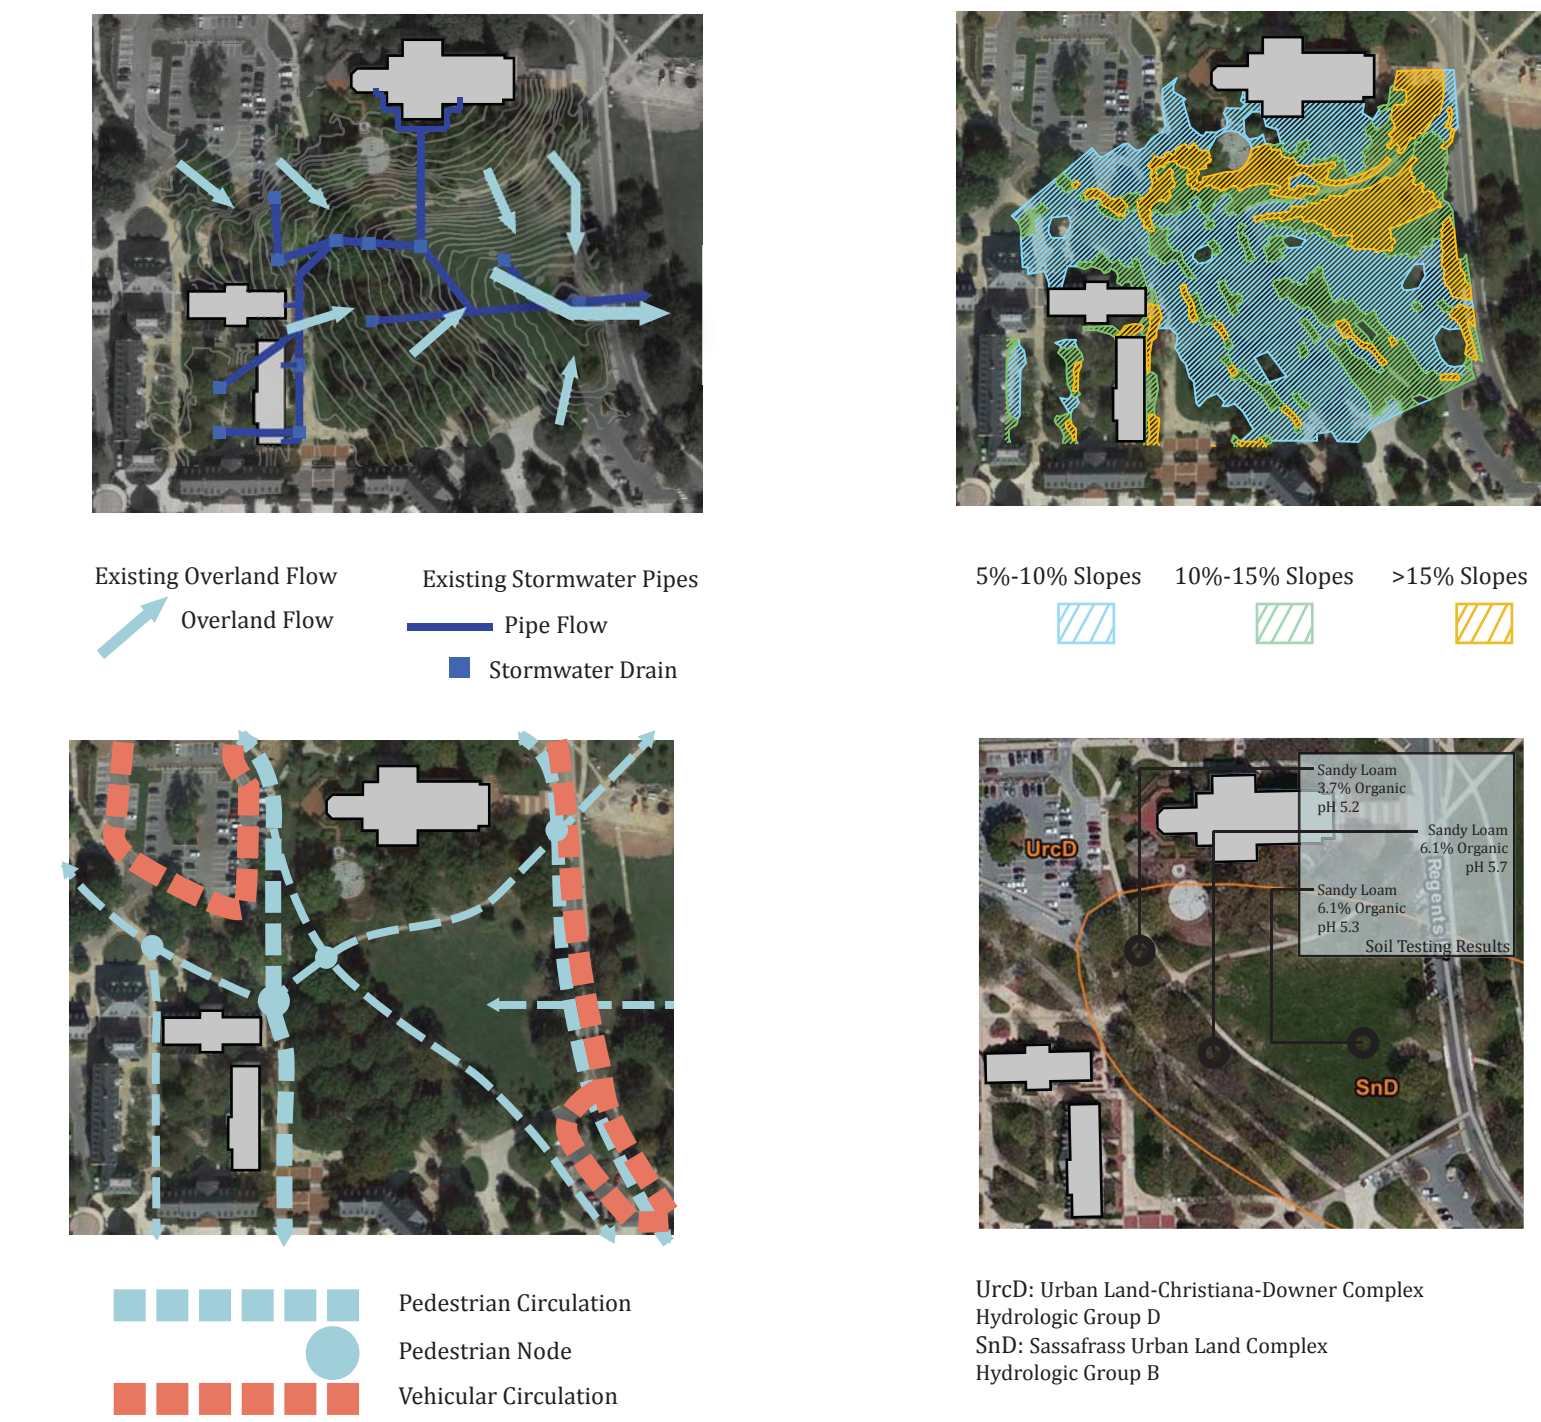 Existing Overland Flow
Overland Flow
Existing Stormwater Pipes
Pipe Flow
Stormwater Drain
5%-10% Slopes
10%-15% Slopes
>15% Slopes
Pedestrian Circulation
Pedestrian Node
Vehicular Circulation
UrcD
SnD
Sandy Loam
3.7% Organic
pH 5.2
Sandy Loam
6.1% Organic
pH 5.7
Sandy Loam
6.1% Organic
pH 5.3
Soil Testing Results
Regents
UrcD: Urban Land-Christiana-Downer Complex
Hydrologic Group D
SnD: Sassafrass Urban Land Complex
Hydrologic Group B